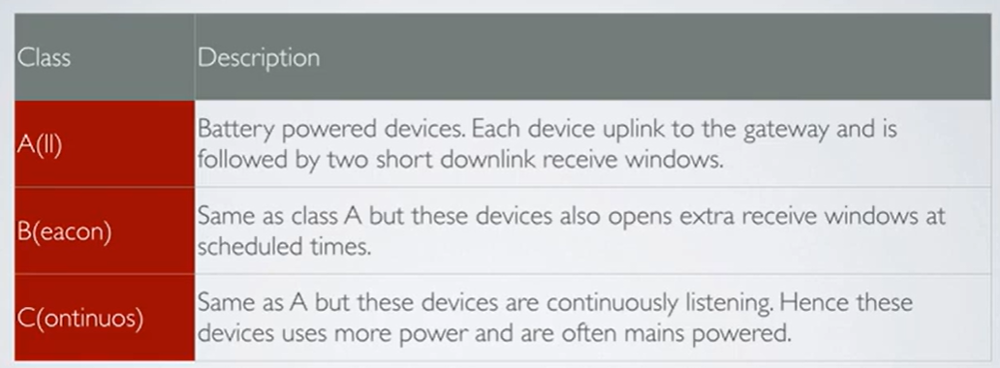 Class
Description
A(ll)
Battery powered devices. Each device uplink to the gateway and is
followed by two short downlink receive windows.
B(eacon)
Same as class A but these devices also opens extra receive windows at
scheduled times.
C(ontinuos)
Same as A but these devices are continuously listening. Hence these
devices uses more power and are often mains powered.